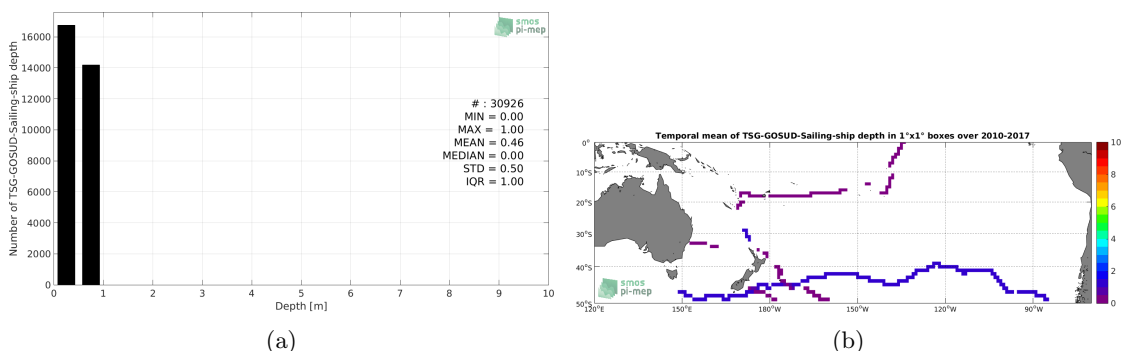 smos
pi-mep
16000
14000
12000
10000
8000
6000
4000
2000
0
Number of TSG-GOSUD-Sailing-ship depth
# : 30926
MIN = 0.00
MAX = 1.00
MEAN = 0.46
MEDIAN = 0.00
STD = 0.50
IQR = 1.00
0 1 2 3 4 5 6 7 8 9 10
Depth [m]
(a)
Temporal mean of TSG-GOSUD-Sailing-ship depth in 1°x1° boxes over 2010-2017
0°
10°S
20°S
30°S
40°S
50°S
120°E 150°E 180°W 150°W 120°W 90°W
10
8
6
4
2
0
smos
pi-mep
(b)